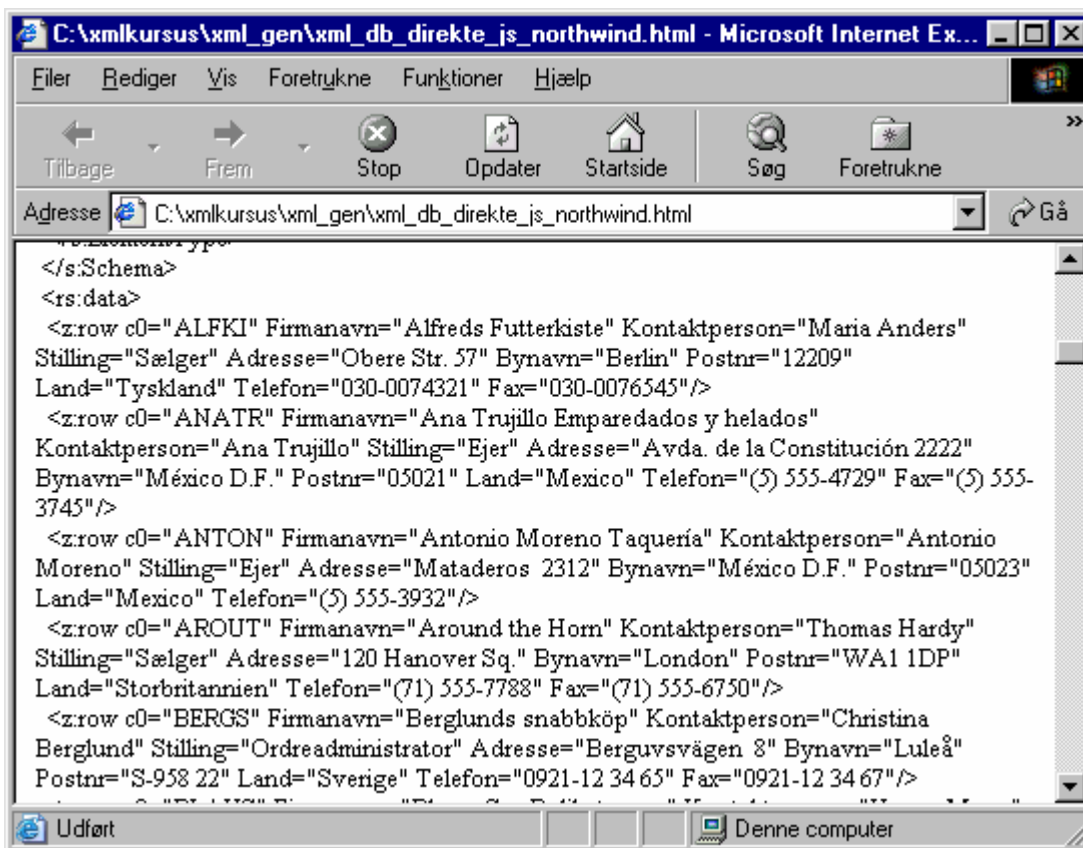 C:\xmlkursus\xml_gen\xml_db_direkte_js_northwind.html - Microsoft Internet Ex...
Filer Rediger Vis Foretrukne Funktioner Hjælp
Tilbage Frem Stop Opdater Startside Søg Foretrukne »
Adresse C:\xmlkursus\xml_gen\xml_db_direkte_js_northwind.html Gå
</s:ElementType>
</s:Schema>
<rs:data>
<z:row c0="ALFKI" Firmanavn="Alfreds Futterkiste" Kontaktperson="Maria Anders"
Stilling="Sælger" Adresse="Obere Str. 57" Bynavn="Berlin" Postnr="12209"
Land="Tyskland" Telefon="030-0074321" Fax="030-0076545"/>
<z:row c0="ANATR" Firmanavn="Ana Trujillo Emparedados y helados"
Kontaktperson="Ana Trujillo" Stilling="Ejer" Adresse="Avda. de la Constitución 2222"
Bynavn="México D.F." Postnr="05021" Land="Mexico" Telefon="(5) 555-4729" Fax="(5) 555-
3745"/>
<z:row c0="ANTON" Firmanavn="Antonio Moreno Taquería" Kontaktperson="Antonio
Moreno" Stilling="Ejer" Adresse="Mataderos 2312" Bynavn="México D.F." Postnr="05023"
Land="Mexico" Telefon="(5) 555-3932"/>
<z:row c0="AROUT" Firmanavn="Around the Horn" Kontaktperson="Thomas Hardy"
Stilling="Sælger" Adresse="120 Hanover Sq." Bynavn="London" Postnr="WA1 1DP"
Land="Storbritannien" Telefon="(71) 555-7788" Fax="(71) 555-6750"/>
<z:row c0="BERGS" Firmanavn="Berglunds snabbköp" Kontaktperson="Christina
Berglund" Stilling="Ordreadministrator" Adresse="Berguvsvägen 8" Bynavn="Luleå"
Postnr="S-958 22" Land="Sverige" Telefon="0921-12 34 65" Fax="0921-12 34 67"/>
Udført Denne computer